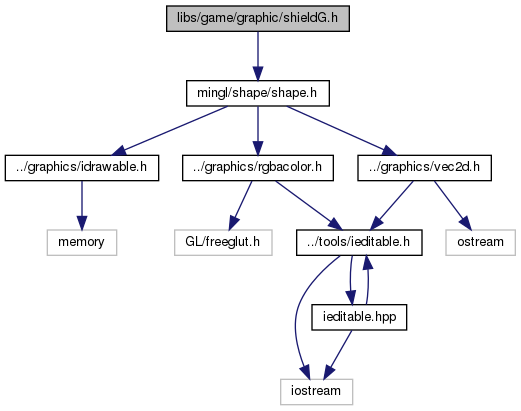 libs/game/graphic/shieldG.h
mingl/shape/shape.h
../graphics/idrawable.h
../graphics/rgbacolor.h
../graphics/vec2d.h
memory
GL/freeglut.h
../tools/ieditable.h
ostream
ieditable.hpp
iostream